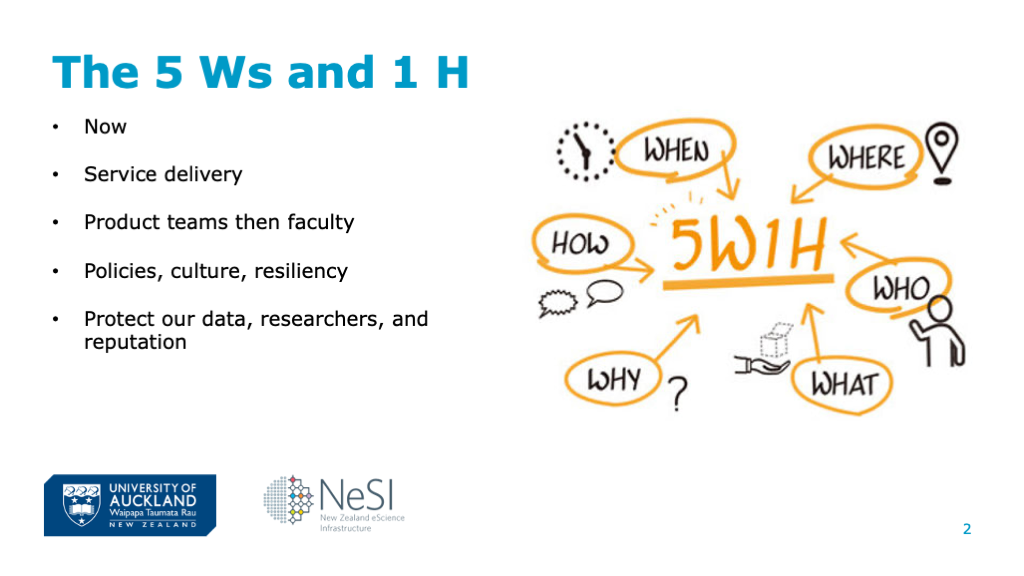 The 5 Ws and 1 H
• Now
• Service delivery
• Product teams then faculty
• Policies, culture, resiliency
• Protect our data, researchers, and
reputation
WHEN
WHERE
HOW
5W1H
WHO
WHY
?
WHAT
UNIVERSITY OF
AUCKLAND
Waipapa Taumata Rau
NEW ZEALAND
NeSI
New Zealand eScience
Infrastructure
2